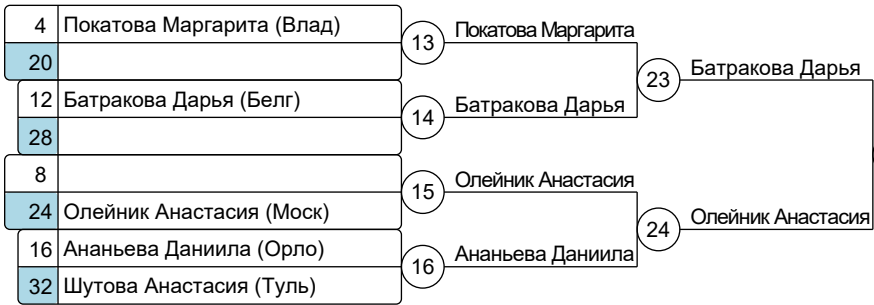 4 Покатова Маргарита (Влад)
20
12 Батракова Дарья (Белг)
28
8
24 Олейник Анастасия (Моск)
16 Ананьева Даниила (Орло)
32 Шутова Анастасия (Туль)
13 Покатова Маргарита
14 Батракова Дарья
15 Олейник Анастасия
16 Ананьева Даниила
23 Батракова Дарья
24 Олейник Анастасия